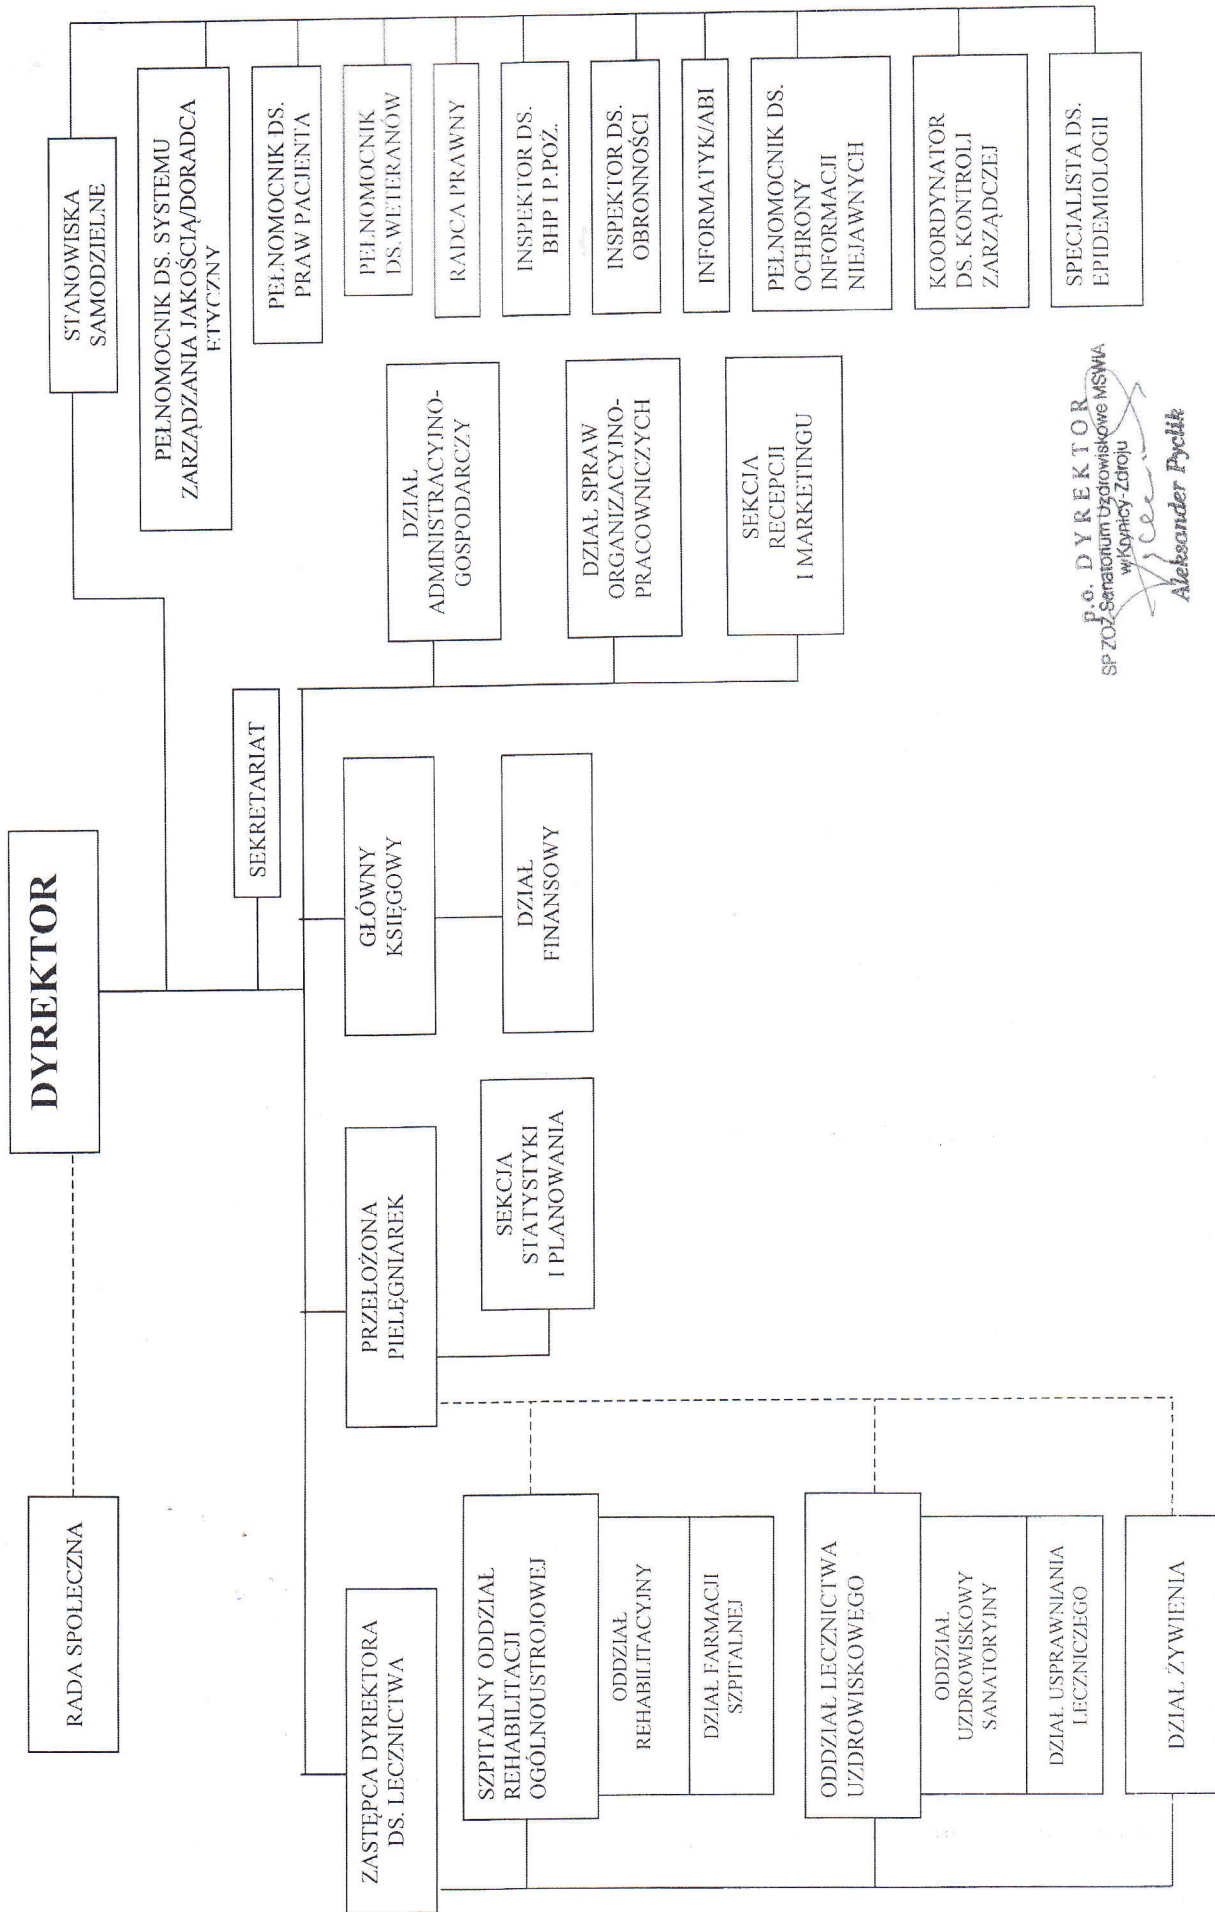 DYREKTOR
RADA SPOŁECZNA
SEKRETARIAT
STANOWISKA
SAMODZIELNE
PEŁNOMOCNIK DS. SYSTEMU
ZARZĄDZANIA JAKOŚCIĄ/DORADCA
ETYCZNY
PEŁNOMOCNIK DS.
PRAW PACJENTA
PEŁNOMOCNIK
DS.WETERANÓW
RADCA PRAWNY
INSPEKTOR DS.
BHP I P.POŻ.
INSPEKTOR DS.
OBRONNOŚCI
INFORMATYK/ABI
PEŁNOMOCNIK DS.
OCHRONY
INFORMACJI
NIEJAWNYCH
KOORDYNATOR
DS. KONTROLI
ZARZĄDCZEJ
SPECJALISTA DS.
EPIDEMIOLOGII
ZASTĘPCA DYREKTORA
DS. LECZNICTWA
SZPITALNY ODDZIAŁ
REHABILITACJI
OGÓLNOUSTROJOWEJ
ODDZIAŁ
REHABILITACYJNY
DZIAŁ FARMACJI
SZPITALNEJ
ODDZIAŁ LECZNICTWA
UZDROWISKOWEGO
ODDZIAŁ
UZDROWISKOWY
SANATORYJNY
DZIAŁ USPRAWNIANIA
LECZNICZEGO
DZIAŁ ŻYWIENIA
PRZEŁOŻONA
PIELĘGNIAREK
SEKCJA
STATYSTYKI
I PLANOWANIA
GŁÓWNY
KSIĘGOWY
DZIAŁ
FINANSOWY
DZIAŁ
ADMINISTRACYJNO-
GOSPODARCZY
DZIAŁ SPRAW
ORGANIZACYJNO-
PRACOWNICZYCH
SEKCJA
RECEPCJI
I MARKETINGU
p.o. DYREKTOR
SP ZOZ Sanatorium Uzdrowiskowe MSWiA
w Krynicy-Zdroju
Aleksander Pyclik